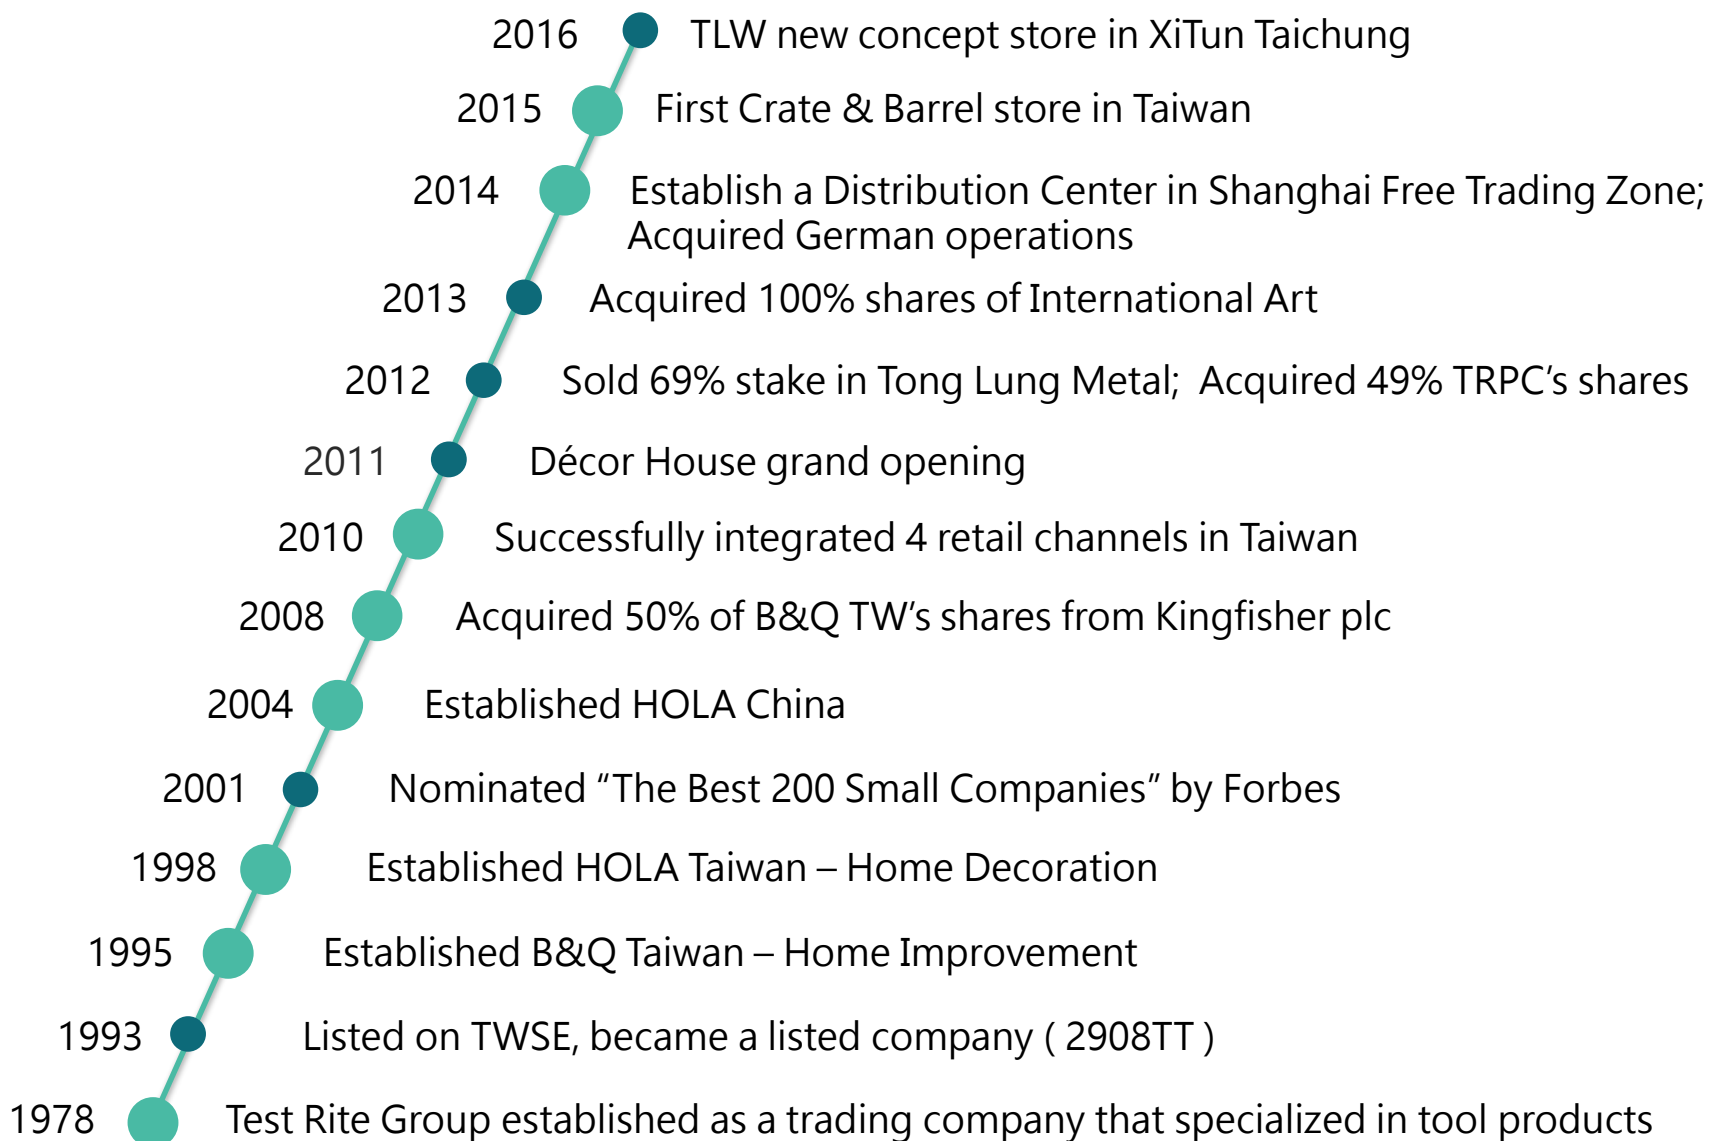 2016 TLW new concept store in XiTun Taichung
2015 First Crate & Barrel store in Taiwan
2014 Establish a Distribution Center in Shanghai Free Trading Zone;
Acquired German operations
2013 Acquired 100% shares of International Art
2012 Sold 69% stake in Tong Lung Metal; Acquired 49% TRPC’s shares
2011 Décor House grand opening
2010 Successfully integrated 4 retail channels in Taiwan
2008 Acquired 50% of B&Q TW’s shares from Kingfisher plc
2004 Established HOLA China
2001 Nominated “The Best 200 Small Companies” by Forbes
1998 Established HOLA Taiwan – Home Decoration
1995 Established B&Q Taiwan – Home Improvement
1993 Listed on TWSE, became a listed company ( 2908TT )
1978 Test Rite Group established as a trading company that specialized in tool products